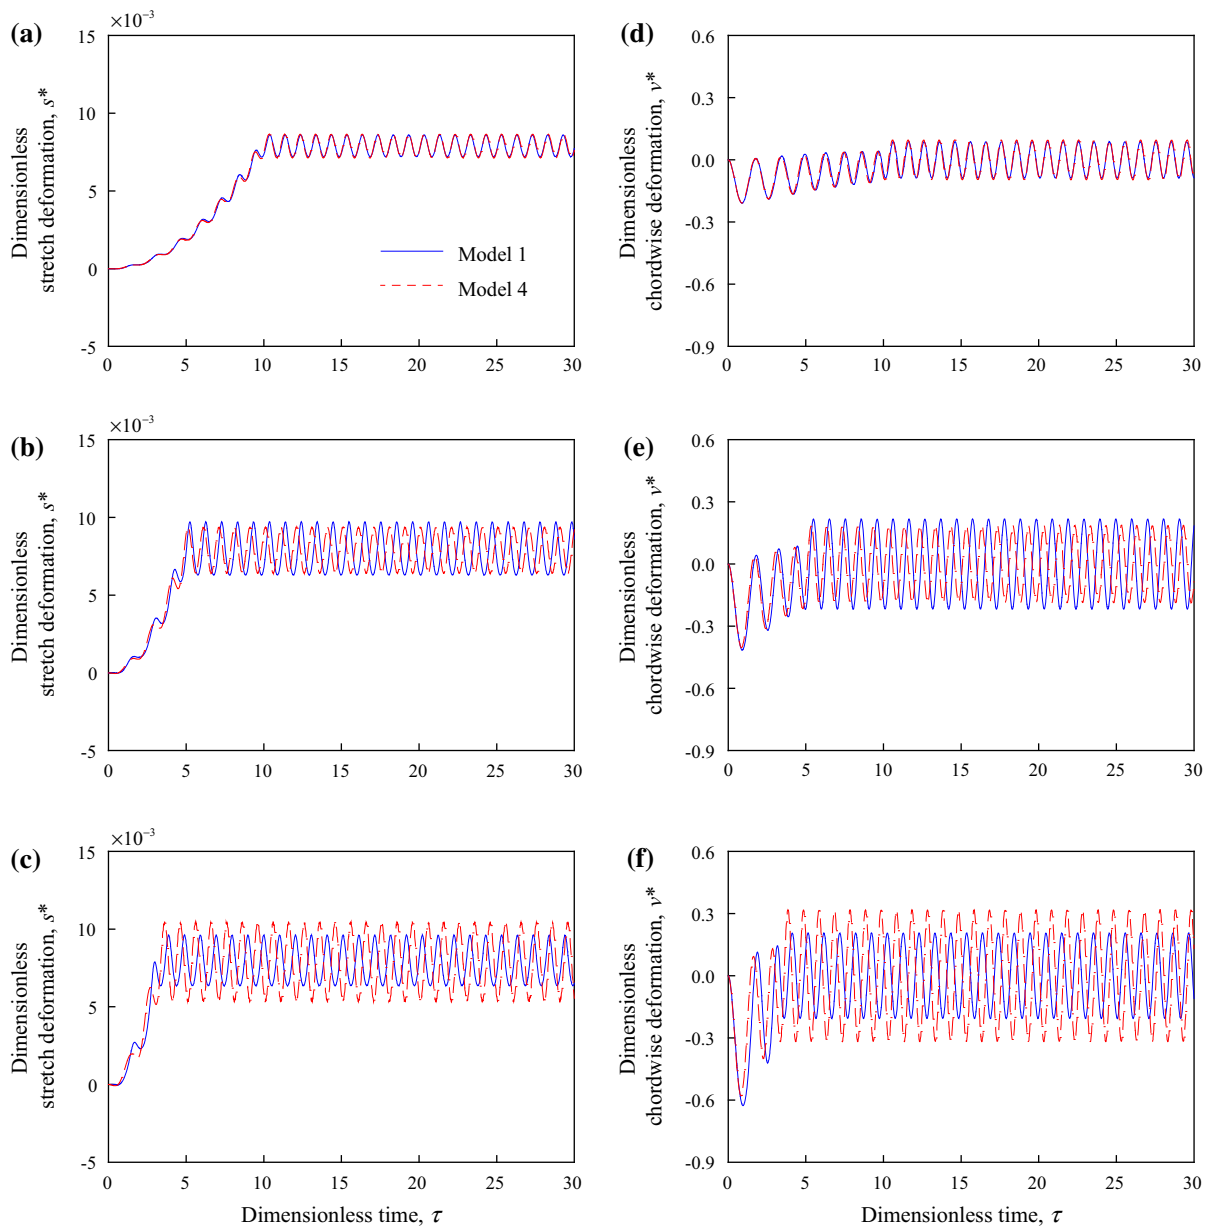 (a)
×10⁻³
15
10
5
0
-5
Dimensionless
stretch deformation, s*
Model 1
Model 4
0 5 10 15 20 25 30
(d)
0.6
0.3
0.0
-0.3
-0.6
-0.9
Dimensionless
chordwise deformation, v*
0 5 10 15 20 25 30
(b)
×10⁻³
15
10
5
0
-5
Dimensionless
stretch deformation, s*
0 5 10 15 20 25 30
(e)
0.6
0.3
0.0
-0.3
-0.6
-0.9
Dimensionless
chordwise deformation, v*
0 5 10 15 20 25 30
(c)
×10⁻³
15
10
5
0
-5
Dimensionless
stretch deformation, s*
0 5 10 15 20 25 30
Dimensionless time, τ
(f)
0.6
0.3
0.0
-0.3
-0.6
-0.9
Dimensionless
chordwise deformation, v*
0 5 10 15 20 25 30
Dimensionless time, τ